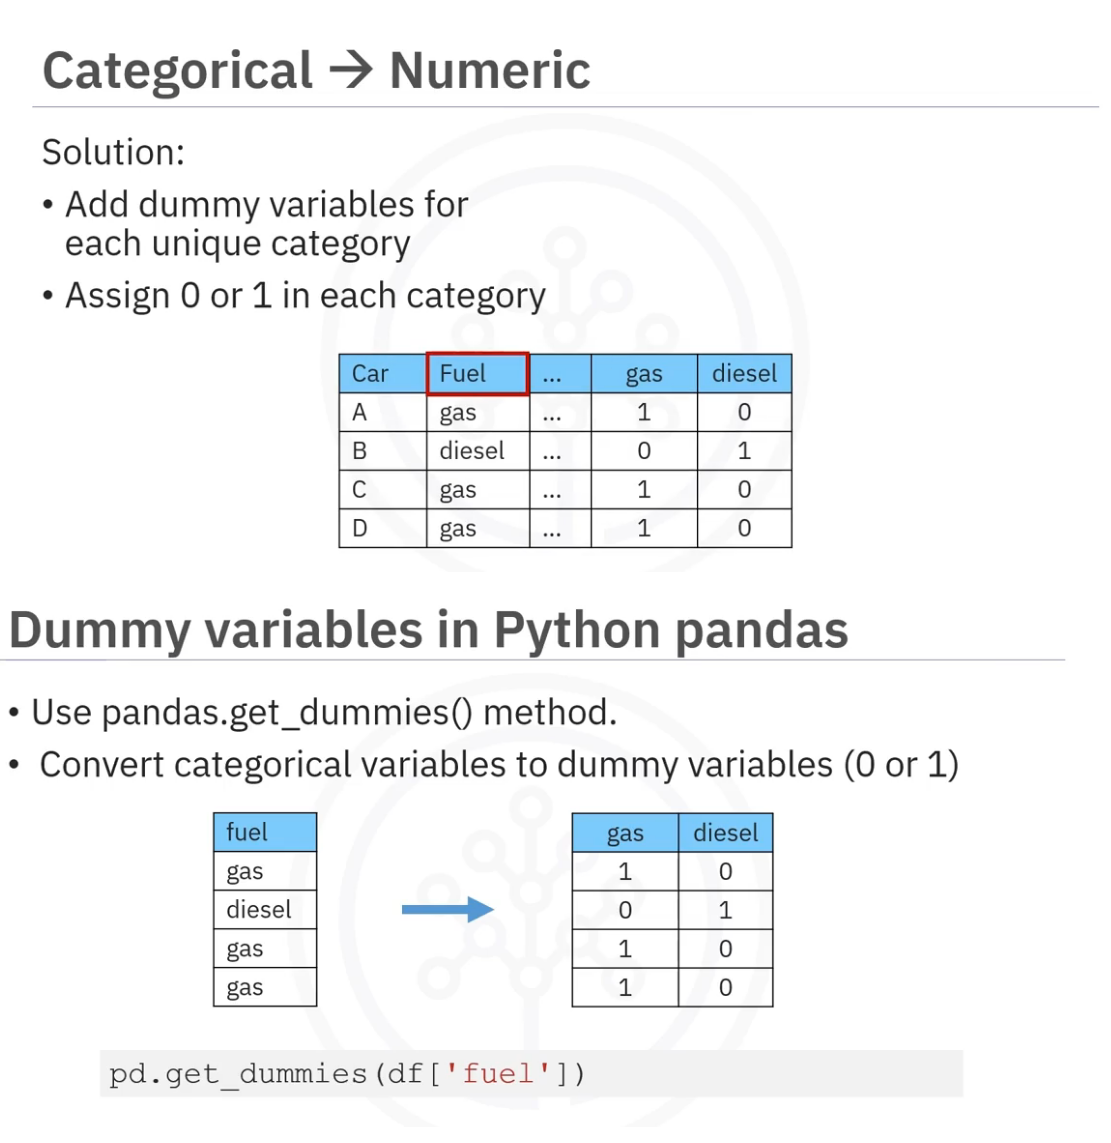 Categorical → Numeric
Solution:
• Add dummy variables for
each unique category
• Assign 0 or 1 in each category
Car Fuel ... gas diesel
A gas ... 1 0
B diesel ... 0 1
C gas ... 1 0
D gas ... 1 0
Dummy variables in Python pandas
• Use pandas.get_dummies() method.
• Convert categorical variables to dummy variables (0 or 1)
fuel gas diesel
gas 1 0
diesel 0 1
gas 1 0
gas 1 0
pd.get_dummies(df['fuel'])